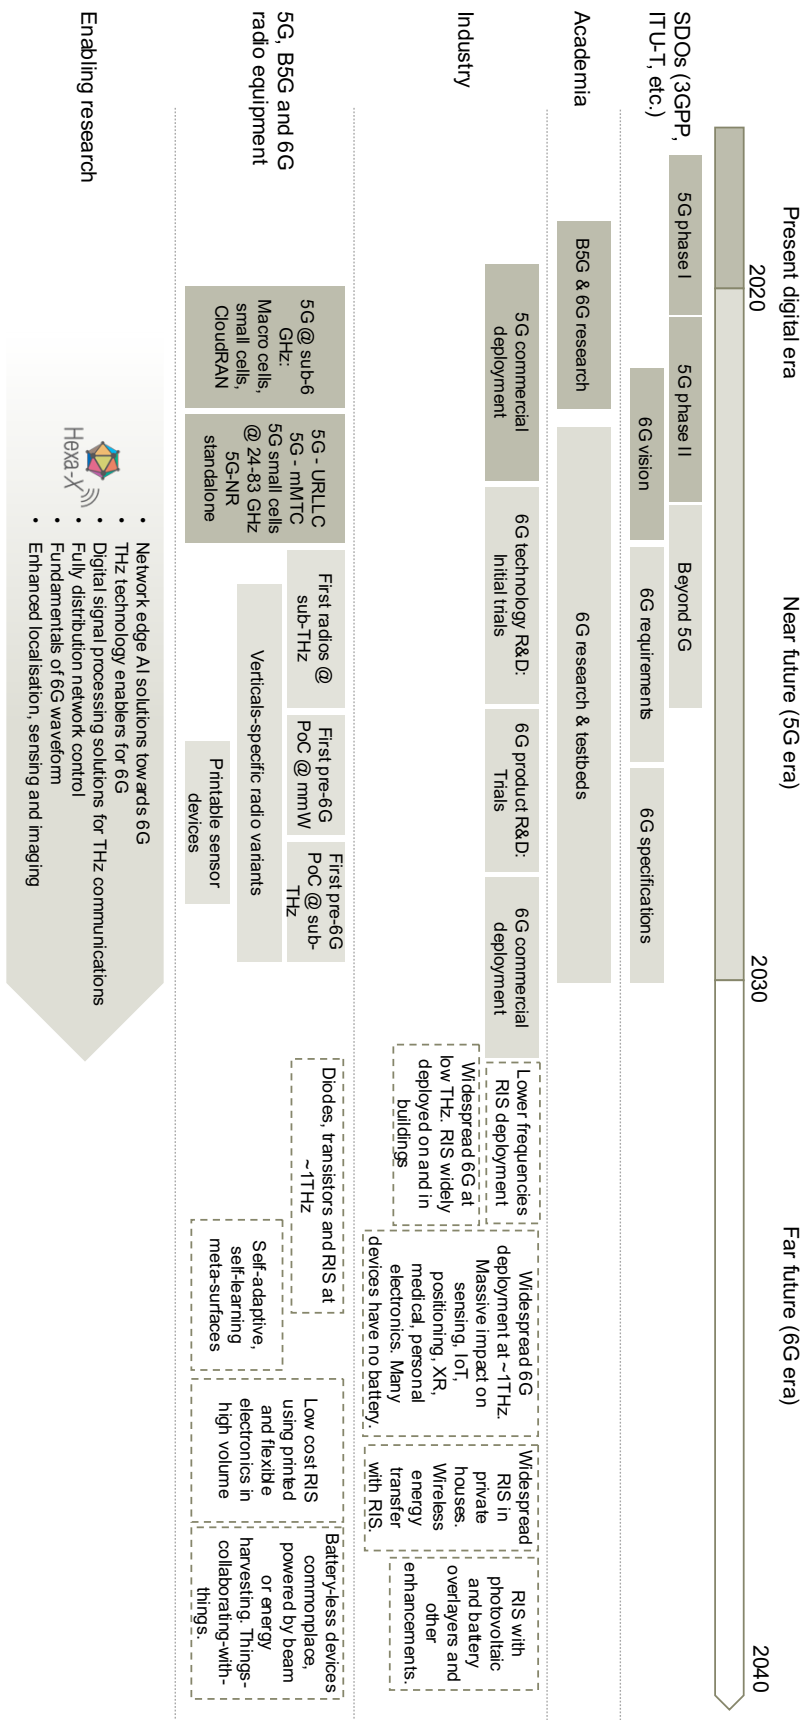 Present digital era
Near future (5G era)
Far future (6G era)
2020
2030
2040
SDOs (3GPP,
ITU-T, etc.)
5G phase I
5G phase II
Beyond 5G
6G vision
6G requirements
6G specifications
Academia
B5G & 6G research
6G research & testbeds
Industry
5G commercial
deployment
6G technology R&D:
Initial trials
6G product R&D:
Trials
6G commercial
deployment
Lower frequencies
RIS deployment
Widespread 6G at
low THz. RIS widely
deployed on and in
buildings
Widespread 6G
deployment at ~1THz.
Massive impact on
sensing, IoT,
positioning, XR,
medical, personal
electronics. Many
devices have no battery.
Widespread
RIS in
private
houses.
Wireless
energy
transfer
with RIS.
RIS with
photovoltaic
and battery
overlayers and
other
enhancements.
5G, B5G and 6G
radio equipment
5G @ sub-6
GHz:
Macro cells,
small cells,
CloudRAN
5G - URLLC
5G - mMTC
5G small cells
@ 24-83 GHz
5G-NR
standalone
First radios @
sub-THz
First pre-6G
PoC @ mmW
First pre-6G
PoC @ sub-
THz
Verticals-specific radio variants
Printable sensor
devices
Diodes, transistors and RIS at
~1THz
Self-adaptive,
self-learning
meta-surfaces
Low cost RIS
using printed
and flexible
electronics in
high volume
Battery-less devices
commonplace,
powered by beam
or energy
harvesting. Things-
collaborating-with-
things.
Enabling research
Hexa-X
• Network edge AI solutions towards 6G
• THz technology enablers for 6G
• Digital signal processing solutions for THz communications
• Fully distribution network control
• Fundamentals of 6G waveform
• Enhanced localisation, sensing and imaging